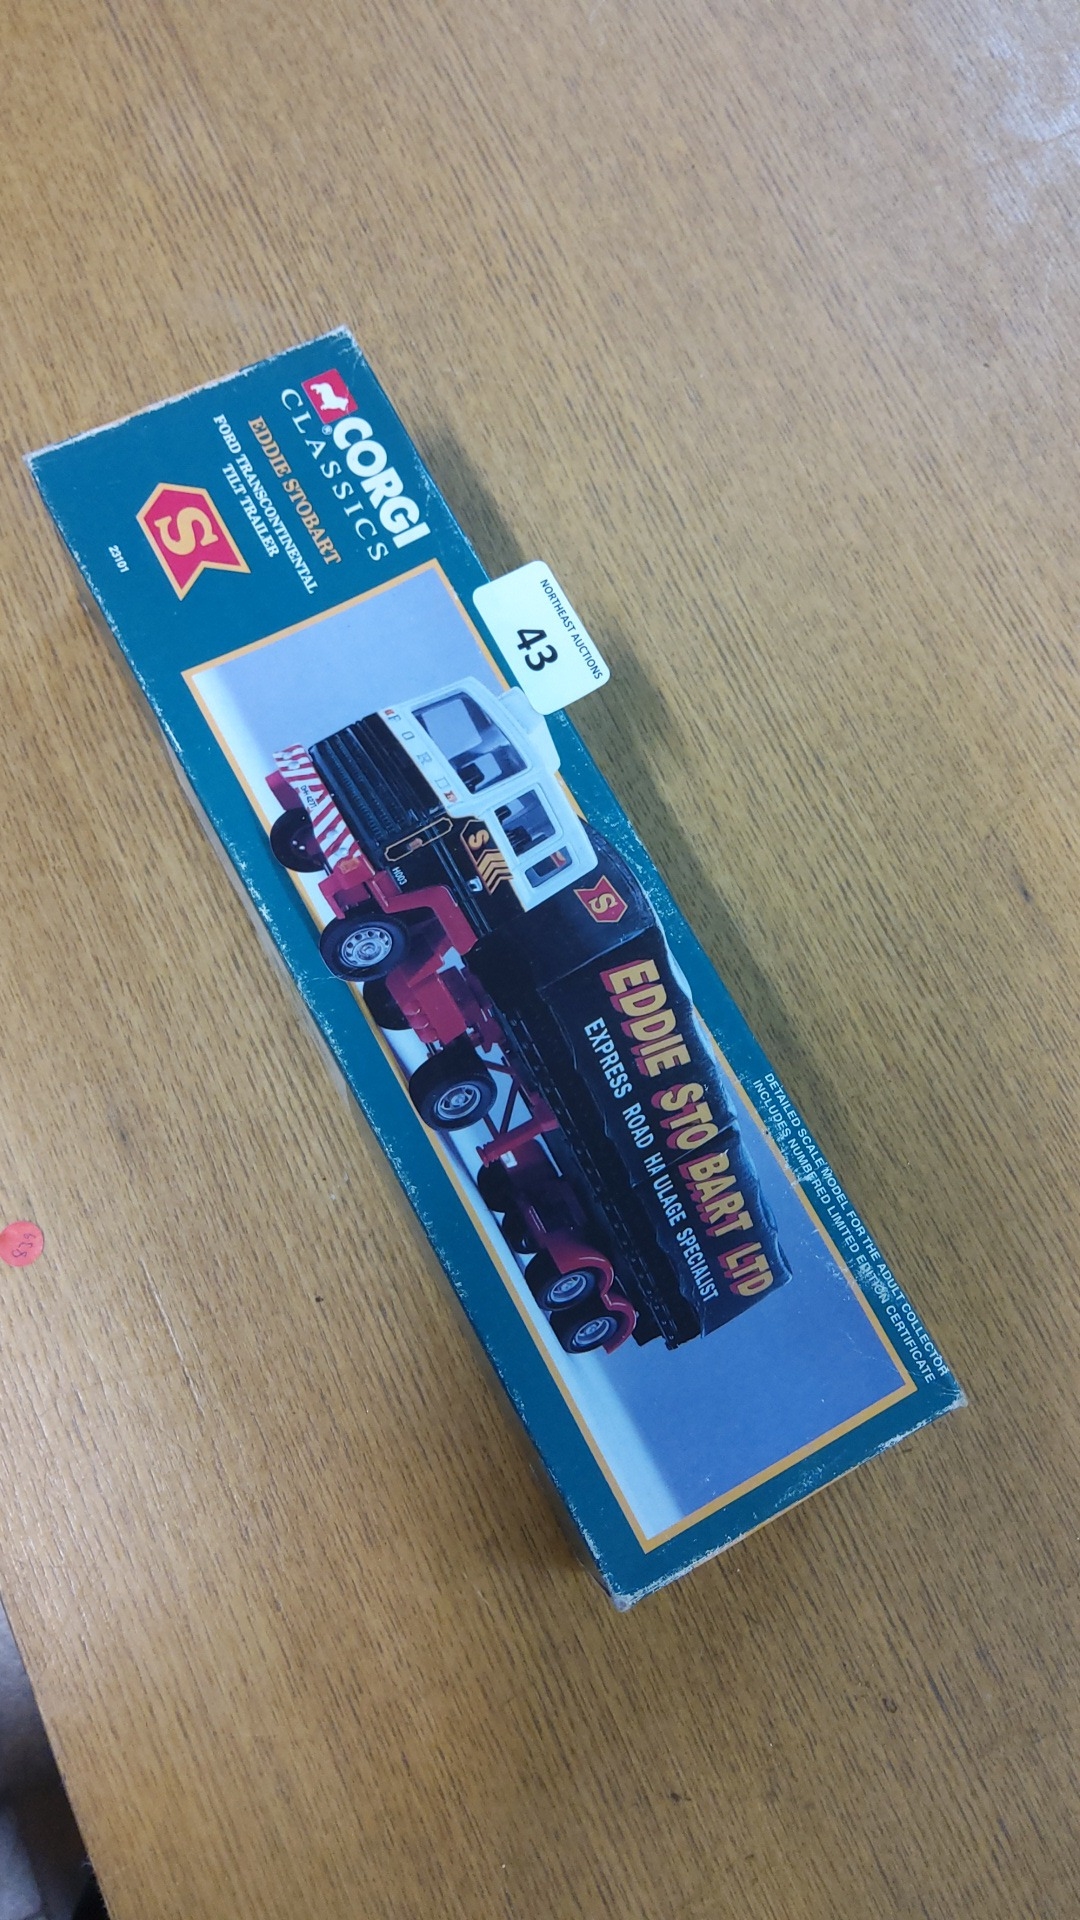 CORGI®
CLASSICS
EDDIE STOBART
FORD TRANSCONTINENTAL
TILT TRAILER
S
23101
NORTHEAST AUCTIONS
43
FORD
S
H003
S
EDDIE STOBART LTD
EXPRESS ROAD HAULAGE SPECIALIST
DETAILED SCALE MODEL FOR THE ADULT COLLECTOR
INCLUDES NUMBERED LIMITED EDITION CERTIFICATE